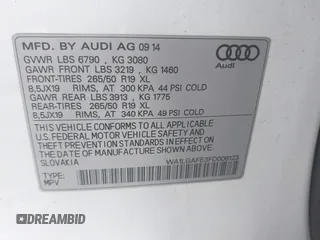 MFD. BY AUDI AG 09 14
GVWR LBS 6790 , KG 3080
GAWR FRONT LBS 3219 , KG 1460
FRONT-TIRES 265/50 R19 XL
8,5JX19 RIMS, AT 300 KPA 44 PSI COLD
GAWR REAR LBS 3913 , KG 1775
REAR-TIRES 265/50 R19 XL
8,5JX19 RIMS, AT 340 KPA 49 PSI COLD
Audi
THIS VEHICLE CONFORMS TO ALL APPLICABLE
U.S. FEDERAL MOTOR VEHICLE SAFETY
STANDARDS IN EFFECT ON THE DATE
OF MANUFACTURE SHOWN ABOVE.
SLOVAKIA
TYPE:
MPV
DREAMBID.COM